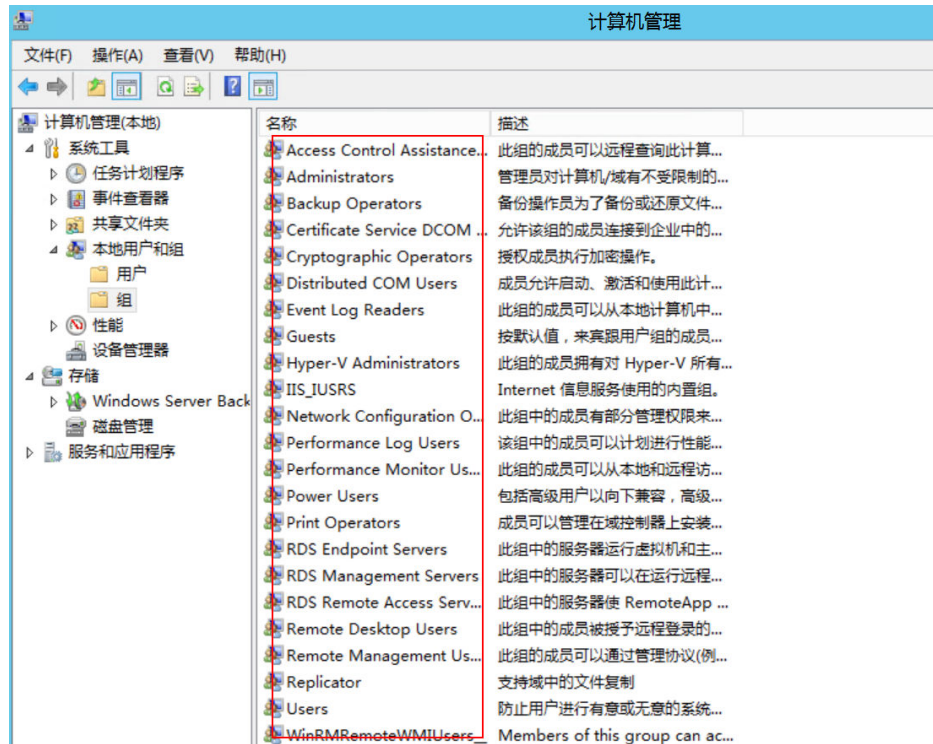 计算机管理
文件(F) 操作(A) 查看(V) 帮助(H)
计算机管理(本地)
系统工具
任务计划程序
事件查看器
共享文件夹
本地用户和组
用户
组
性能
设备管理器
存储
Windows Server Back
磁盘管理
服务和应用程序
名称 描述
Access Control Assistance... 此组的成员可以远程查询此计算...
Administrators 管理员对计算机/域有不受限制的...
Backup Operators 备份操作员为了备份或还原文件...
Certificate Service DCOM ... 允许该组的成员连接到企业中的...
Cryptographic Operators 授权成员执行加密操作。
Distributed COM Users 成员允许启动、激活和使用此计...
Event Log Readers 此组的成员可以从本地计算机中...
Guests 按默认值，来宾跟用户组的成员...
Hyper-V Administrators 此组的成员拥有对 Hyper-V 所有...
IIS_IUSRS Internet 信息服务使用的内置组。
Network Configuration O... 此组中的成员有部分管理权限来...
Performance Log Users 该组中的成员可以计划进行性能...
Performance Monitor Us... 此组的成员可以从本地和远程访...
Power Users 包括高级用户以向下兼容，高级...
Print Operators 成员可以管理在域控制器上安装...
RDS Endpoint Servers 此组中的服务器运行虚拟机和主...
RDS Management Servers 此组中的服务器可以在运行远程...
RDS Remote Access Serv... 此组中的服务器使 RemoteApp ...
Remote Desktop Users 此组中的成员被授予远程登录的...
Remote Management Us... 此组的成员可以通过管理协议(例...
Replicator 支持域中的文件复制
Users 防止用户进行有意或无意的系统...
WinRMRemoteWMIUsers__ Members of this group can ac...